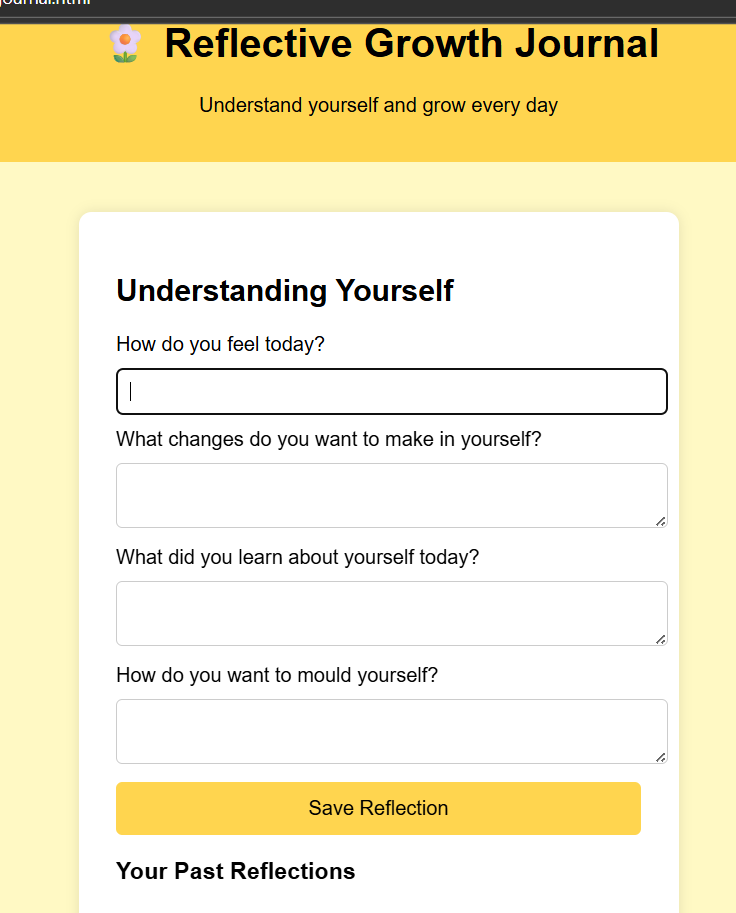 Reflective Growth Journal
Understand yourself and grow every day
Understanding Yourself
How do you feel today?
What changes do you want to make in yourself?
What did you learn about yourself today?
How do you want to mould yourself?
Save Reflection
Your Past Reflections